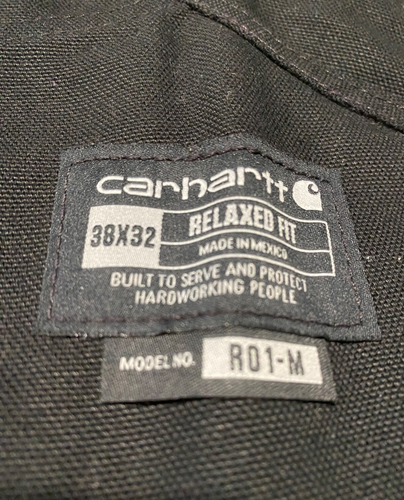 carhartt
38X32
RELAXED FIT
MADE IN MEXICO
BUILT TO SERVE AND PROTECT
HARDWORKING PEOPLE
MODEL NO. R01-M